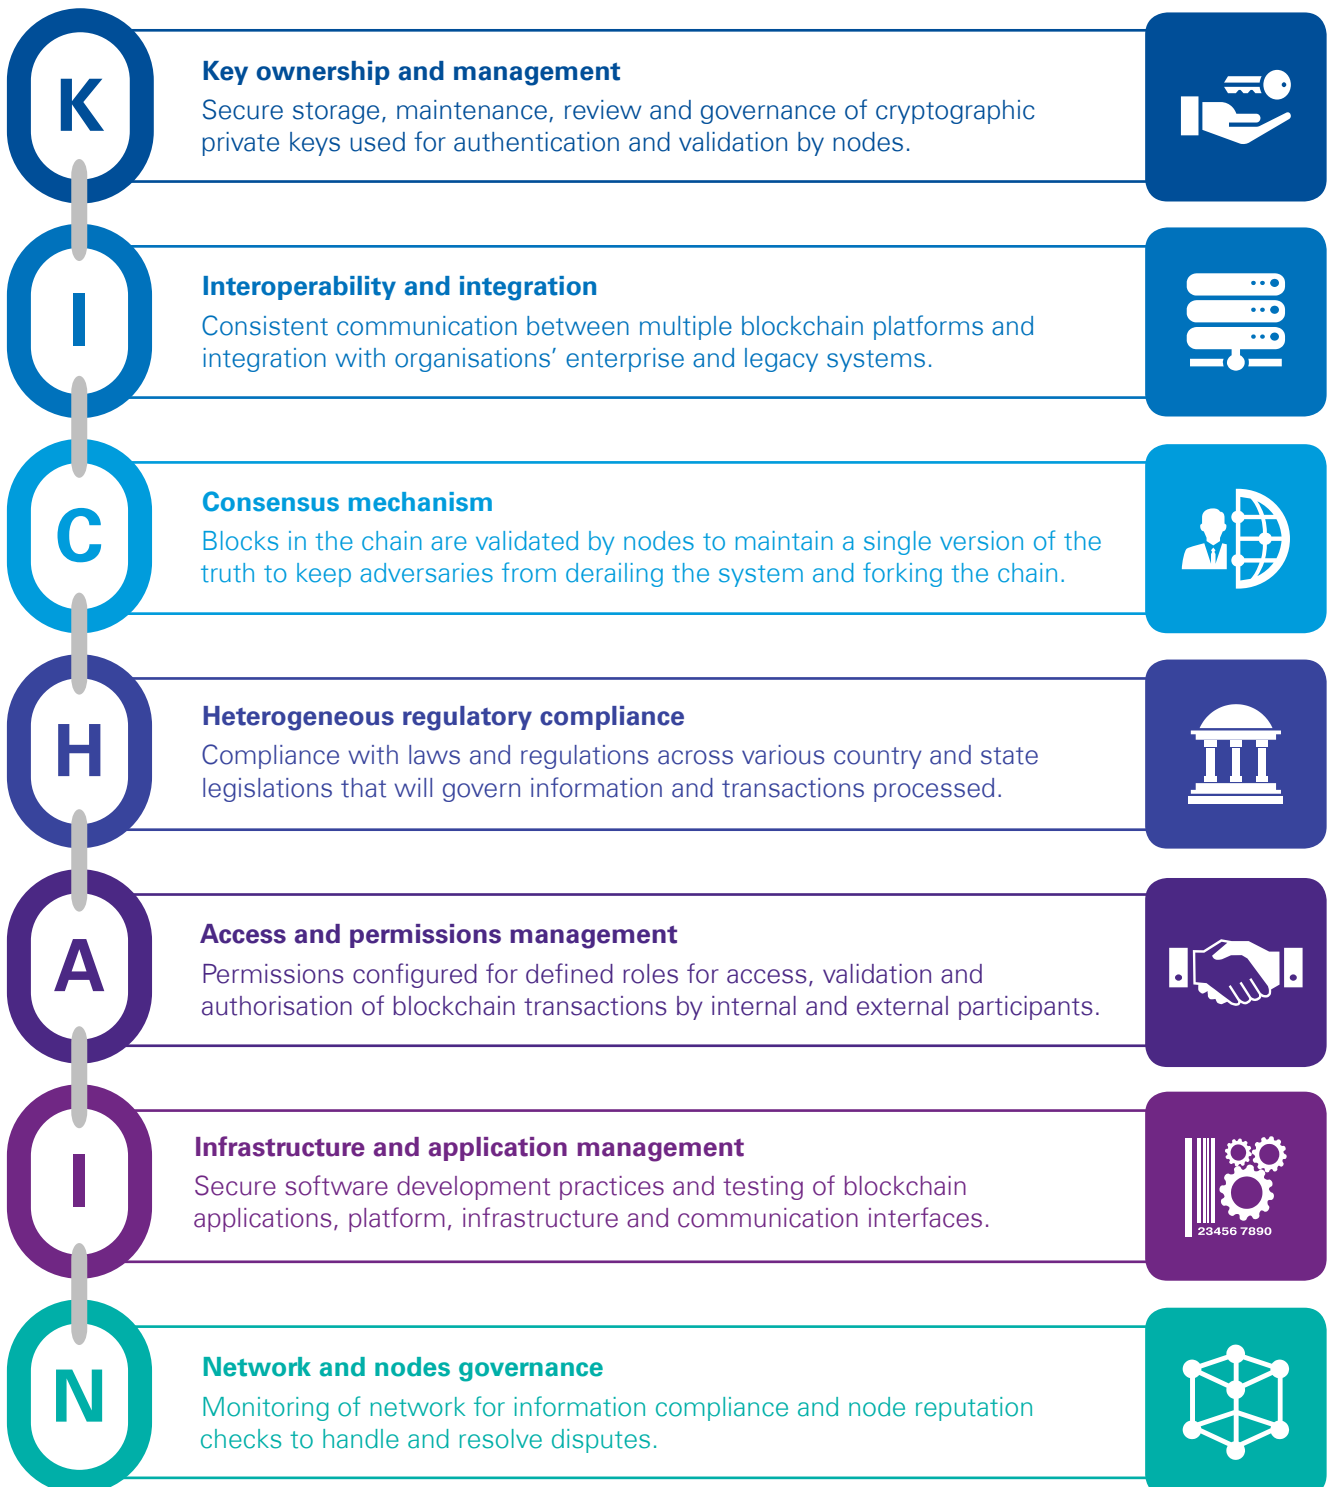 K
Key ownership and management
Secure storage, maintenance, review and governance of cryptographic
private keys used for authentication and validation by nodes.
I
Interoperability and integration
Consistent communication between multiple blockchain platforms and
integration with organisations’ enterprise and legacy systems.
C
Consensus mechanism
Blocks in the chain are validated by nodes to maintain a single version of the
truth to keep adversaries from derailing the system and forking the chain.
H
Heterogeneous regulatory compliance
Compliance with laws and regulations across various country and state
legislations that will govern information and transactions processed.
A
Access and permissions management
Permissions configured for defined roles for access, validation and
authorisation of blockchain transactions by internal and external participants.
I
Infrastructure and application management
Secure software development practices and testing of blockchain
applications, platform, infrastructure and communication interfaces.
23456 7890
N
Network and nodes governance
Monitoring of network for information compliance and node reputation
checks to handle and resolve disputes.